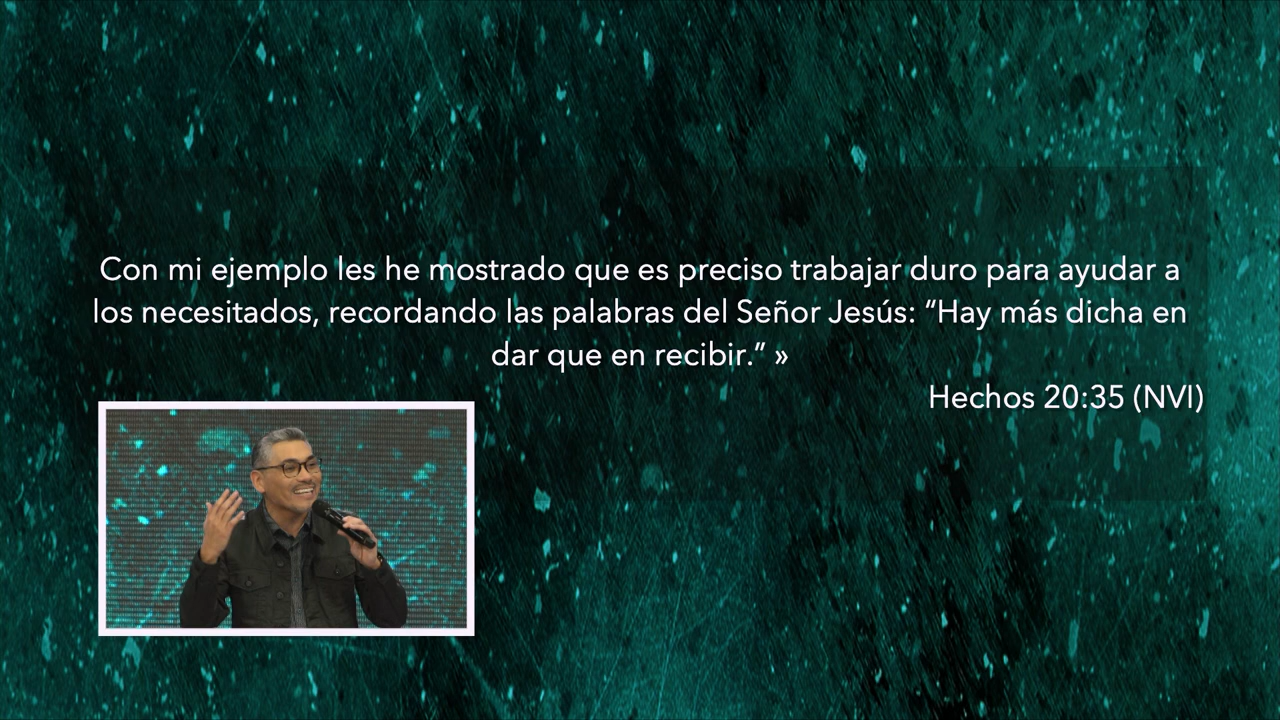 Con mi ejemplo les he mostrado que es preciso trabajar duro para ayudar a
los necesitados, recordando las palabras del Señor Jesús: “Hay más dicha en
dar que en recibir.” »
Hechos 20:35 (NVI)